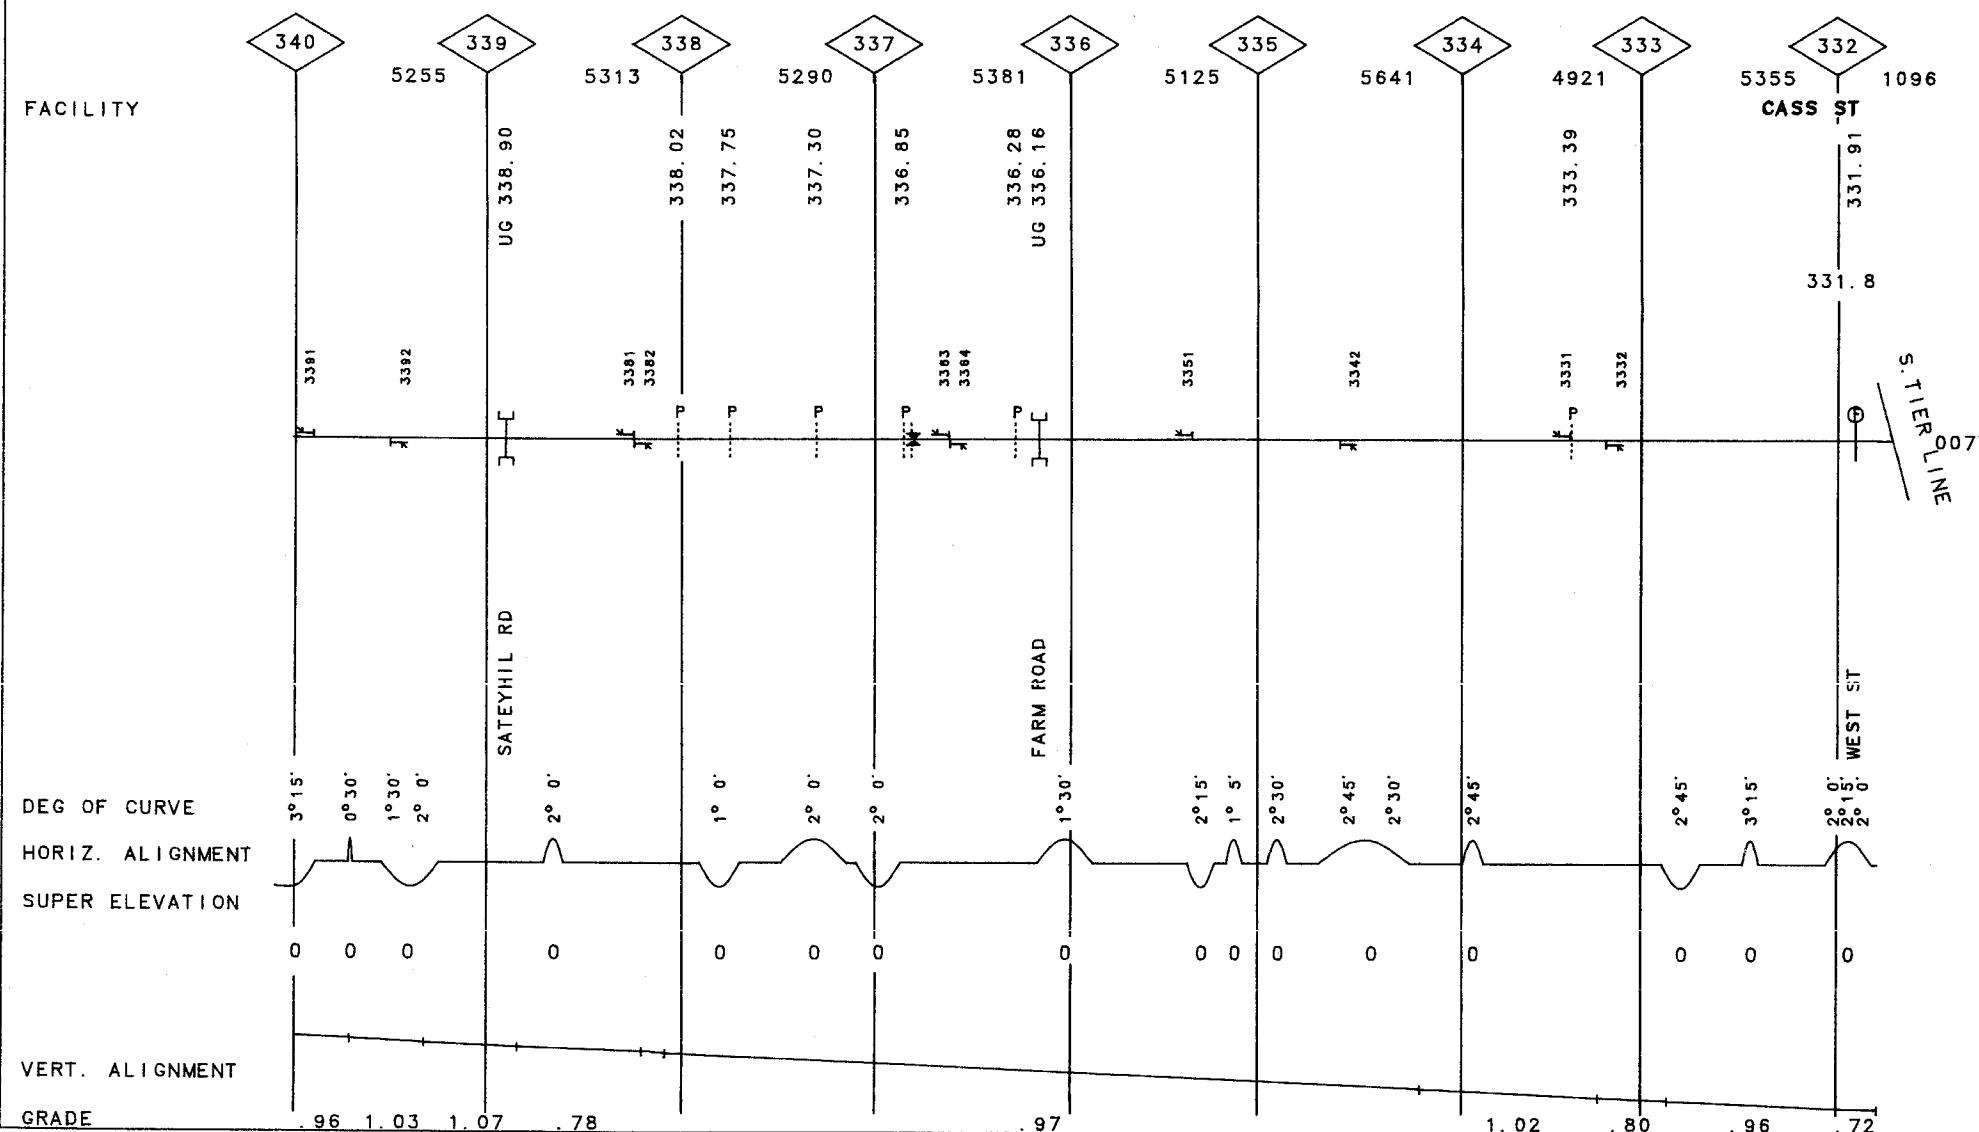 340 339 338 337 336 335 334 333 332
5255 5313 5290 5381 5125 5641 4921 5355 1096
FACILITY
CASS ST
UG 338.90
338.02
337.75
337.30
336.85
336.28
UG 336.16
333.39
331.91
331.8
3391
3392
3381
3382
3363
3364
3351
3342
3331
3332
P P P P P P
S. TIER LINE
007
SATEYHIL RD
FARM ROAD
WEST ST
DEG OF CURVE
3°15' 0°30' 1°30' 2° 0' 2° 0' 1° 0' 2° 0' 2° 0' 1°30' 2°15' 1° 5' 2°30' 2°45' 2°30' 2°45' 2°45' 3°15' 2° 0' 2°15' 2° 0'
HORIZ. ALIGNMENT
SUPER ELEVATION
0 0 0 0 0 0 0 0 0 0 0 0 0 0 0 0
VERT. ALIGNMENT
GRADE .96 1.03 1.07 .78 .97 1.02 .80 .96 .72